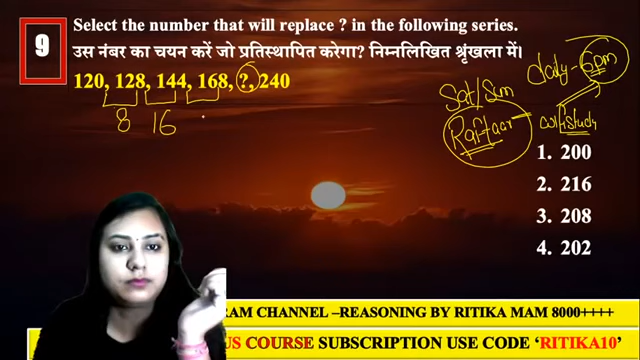 9
Select the number that will replace ? in the following series.
उस नंबर का चयन करें जो प्रतिस्थापित करेगा? निम्नलिखित श्रृंखला में।
120, 128, 144, 168, ?, 240
8 16
daily - 6pm
Sat/Sun
Raftaar
study
1. 200
2. 216
3. 208
4. 202
RAM CHANNEL –REASONING BY RITIKA MAM 8000++++
US COURSE SUBSCRIPTION USE CODE ‘RITIKA10’